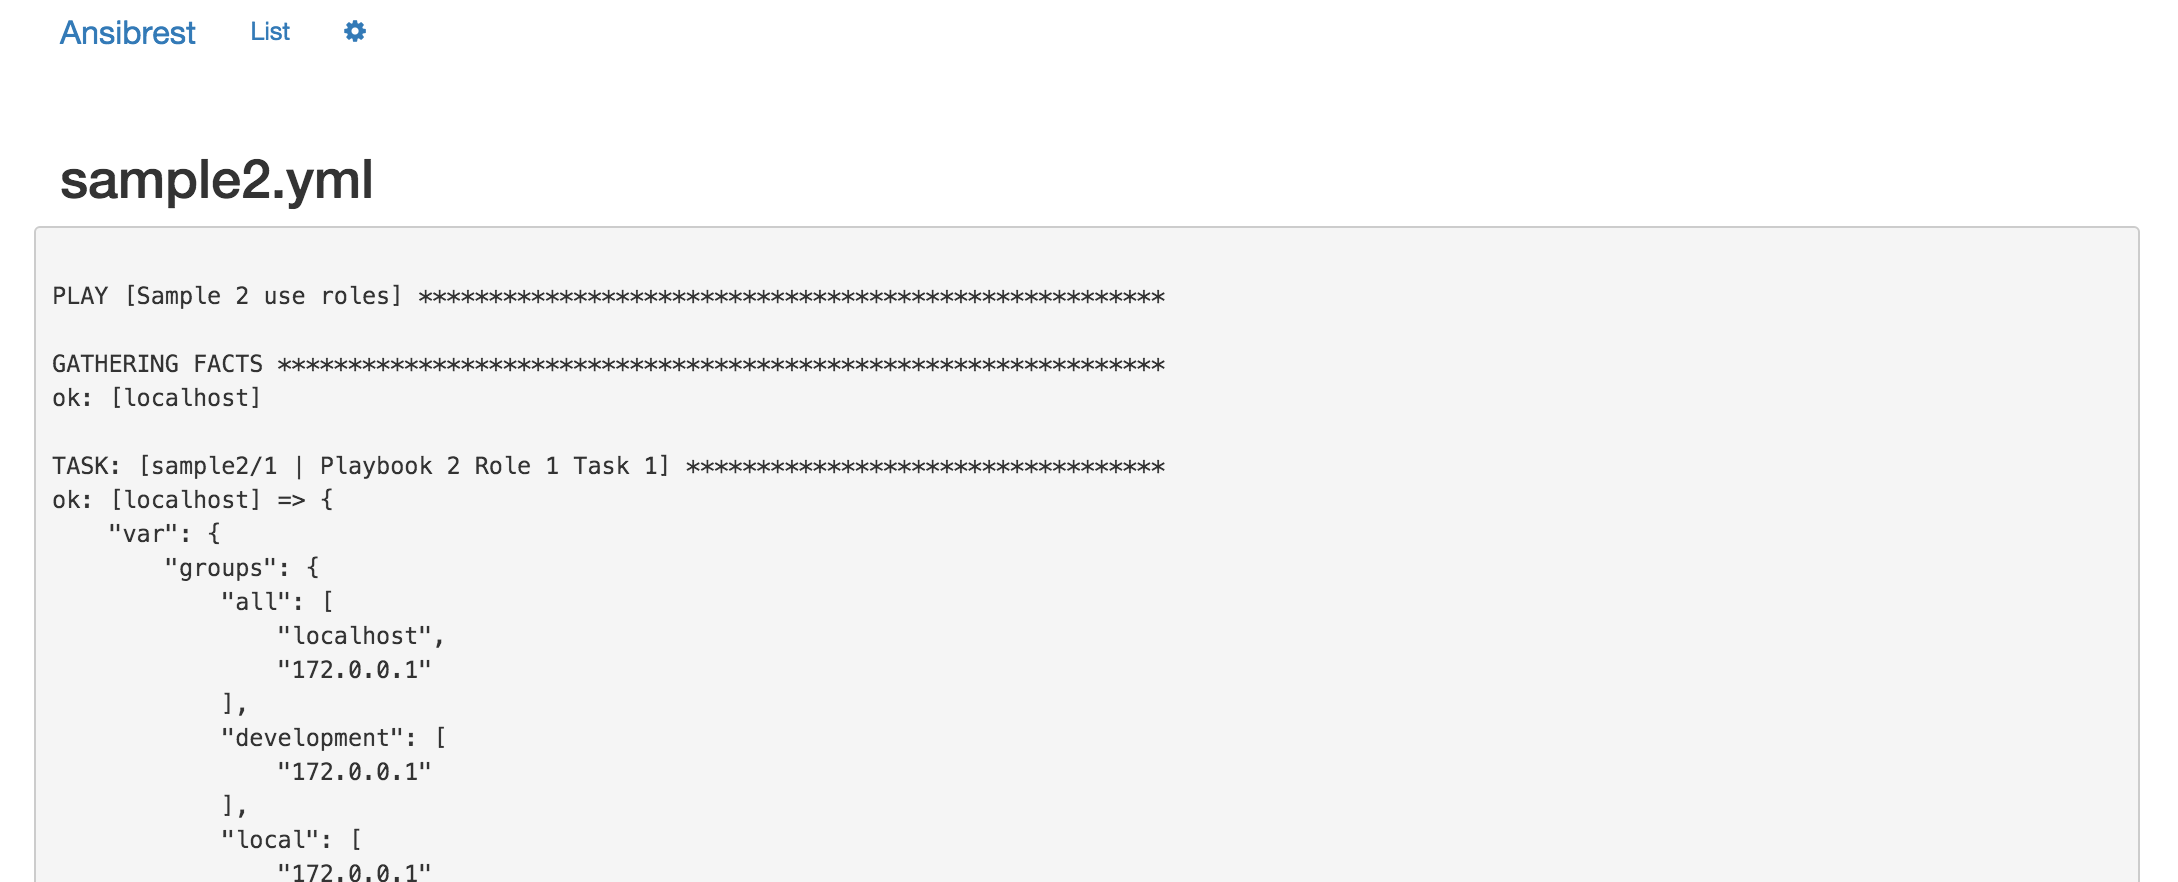 Ansibrest List
sample2.yml
PLAY [Sample 2 use roles] *****************************************************
GATHERING FACTS ***************************************************************
ok: [localhost]
TASK: [sample2/1 | Playbook 2 Role 1 Task 1] **********************************
ok: [localhost] => {
    "var": {
        "groups": {
            "all": [
                "localhost",
                "172.0.0.1"
            ],
            "development": [
                "172.0.0.1"
            ],
            "local": [
                "172.0.0.1"